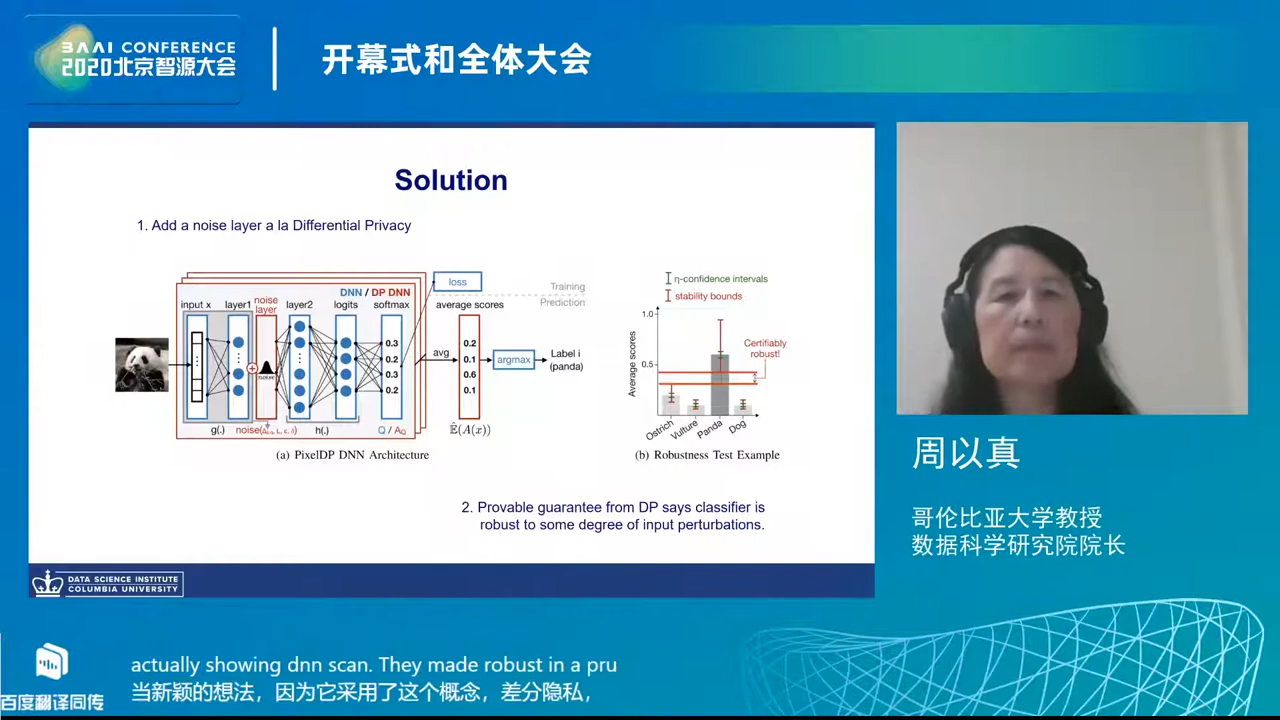 BAAI CONFERENCE
2020北京智源大会
开幕式和全体大会
Solution
1. Add a noise layer a la Differential Privacy
DNN / DP DNN
input x
layer1
noise
layer
layer2
logits
softmax
loss
Training
Prediction
average scores
0.3
0.2
0.3
0.2
noise
avg
0.2
0.1
0.6
0.1
argmax
Label i
(panda)
g(.)
h(.)
Q / A_Q
Ê(A(x))
(a) PixelDP DNN Architecture
η-confidence intervals
stability bounds
1.0
0.5
Average scores
Certifiably
robust!
Ostrich
Vulture
Panda
Dog
(b) Robustness Test Example
2. Provable guarantee from DP says classifier is
robust to some degree of input perturbations.
DATA SCIENCE INSTITUTE
COLUMBIA UNIVERSITY
周以真
哥伦比亚大学教授
数据科学研究院院长
百度翻译同传
actually showing dnn scan. They made robust in a pru
当新颖的想法，因为它采用了这个概念，差分隐私，